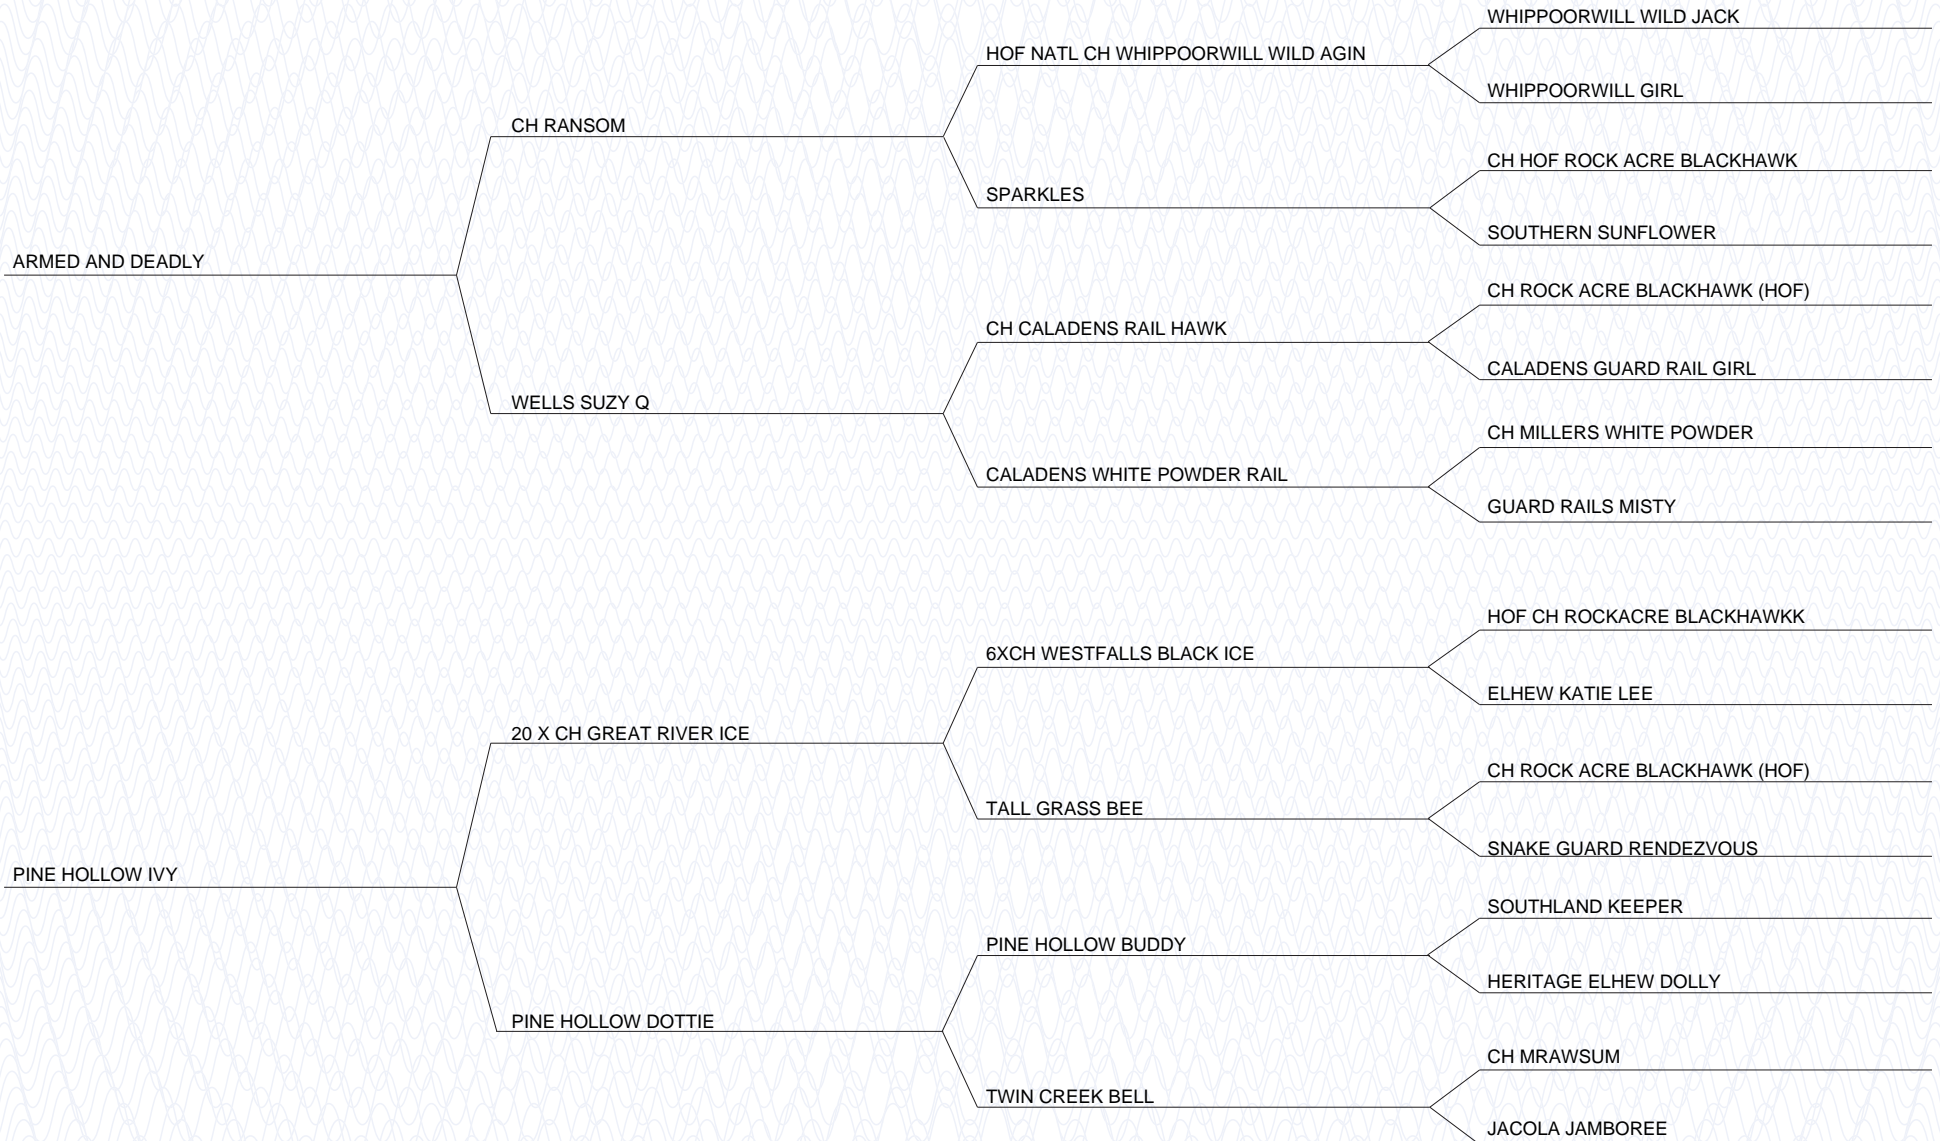 WHIPPOORWILL WILD JACK
HOF NATL CH WHIPPOORWILL WILD AGIN
WHIPPOORWILL GIRL
CH RANSOM
CH HOF ROCK ACRE BLACKHAWK
SPARKLES
SOUTHERN SUNFLOWER
ARMED AND DEADLY
CH ROCK ACRE BLACKHAWK (HOF)
CH CALADENS RAIL HAWK
CALADENS GUARD RAIL GIRL
WELLS SUZY Q
CH MILLERS WHITE POWDER
CALADENS WHITE POWDER RAIL
GUARD RAILS MISTY
HOF CH ROCKACRE BLACKHAWKK
6XCH WESTFALLS BLACK ICE
ELHEW KATIE LEE
20 X CH GREAT RIVER ICE
CH ROCK ACRE BLACKHAWK (HOF)
TALL GRASS BEE
SNAKE GUARD RENDEZVOUS
PINE HOLLOW IVY
SOUTHLAND KEEPER
PINE HOLLOW BUDDY
HERITAGE ELHEW DOLLY
PINE HOLLOW DOTTIE
CH MRAWSUM
TWIN CREEK BELL
JACOLA JAMBOREE